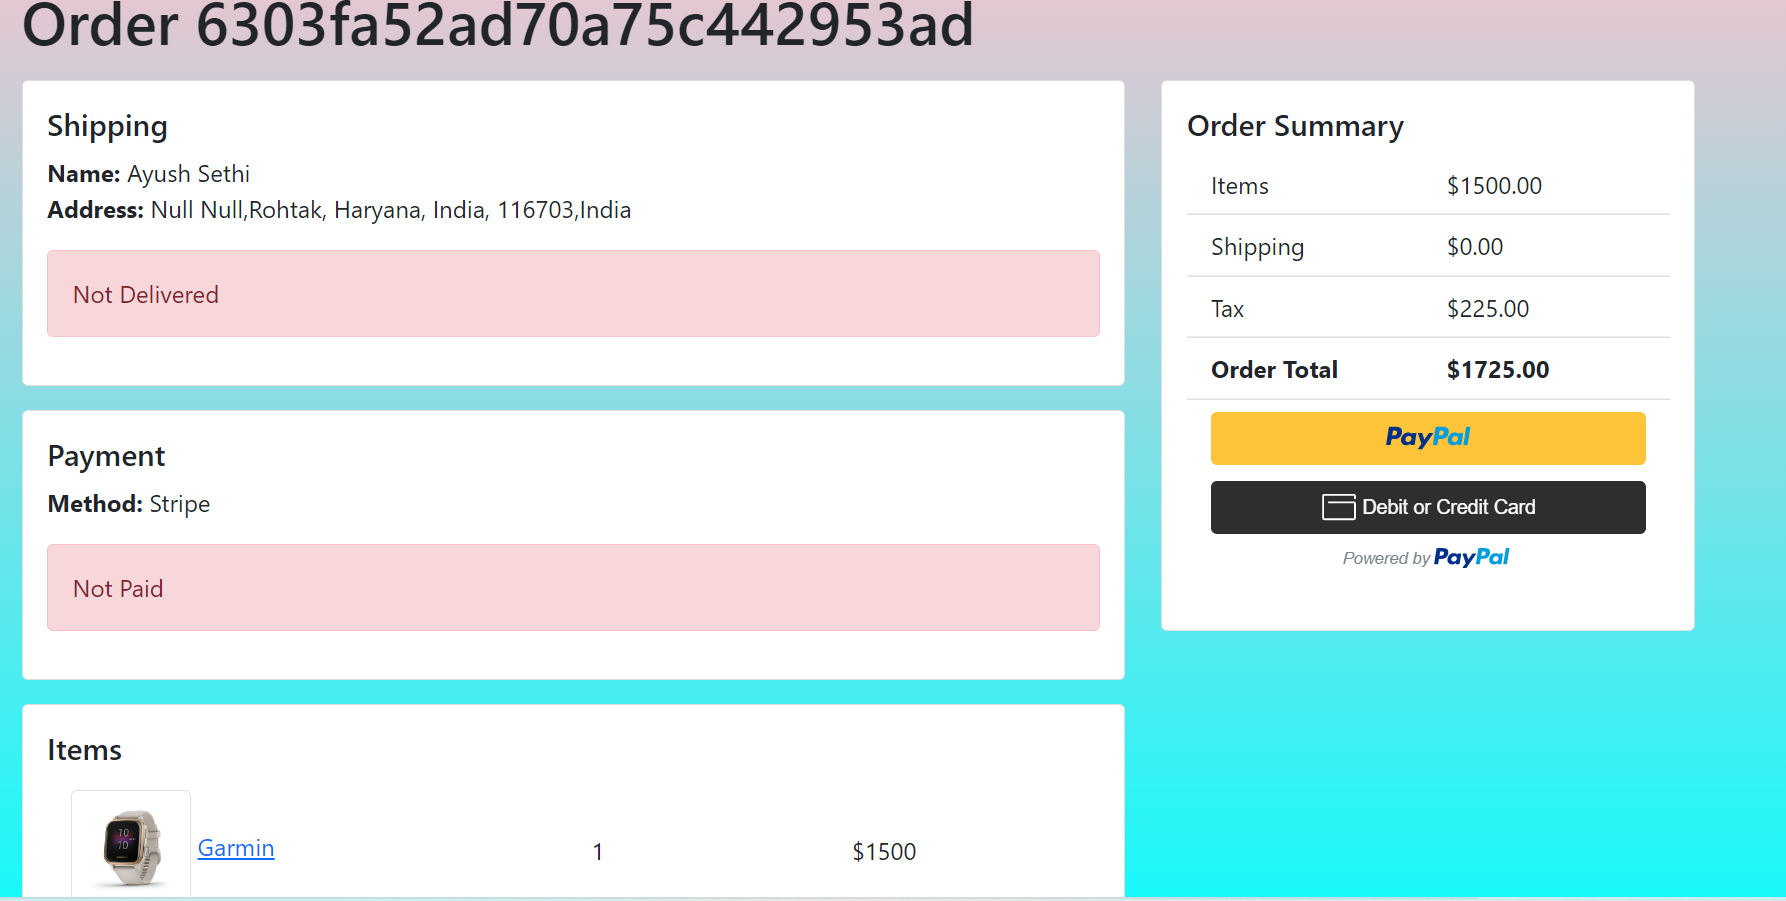 Order 6303fa52ad70a75c442953ad
Shipping
Name: Ayush Sethi
Address: Null Null,Rohtak, Haryana, India, 116703,India
Not Delivered
Payment
Method: Stripe
Not Paid
Items
70
10
Garmin 1 $1500
Order Summary
Items $1500.00
Shipping $0.00
Tax $225.00
Order Total $1725.00
PayPal
Debit or Credit Card
Powered by PayPal